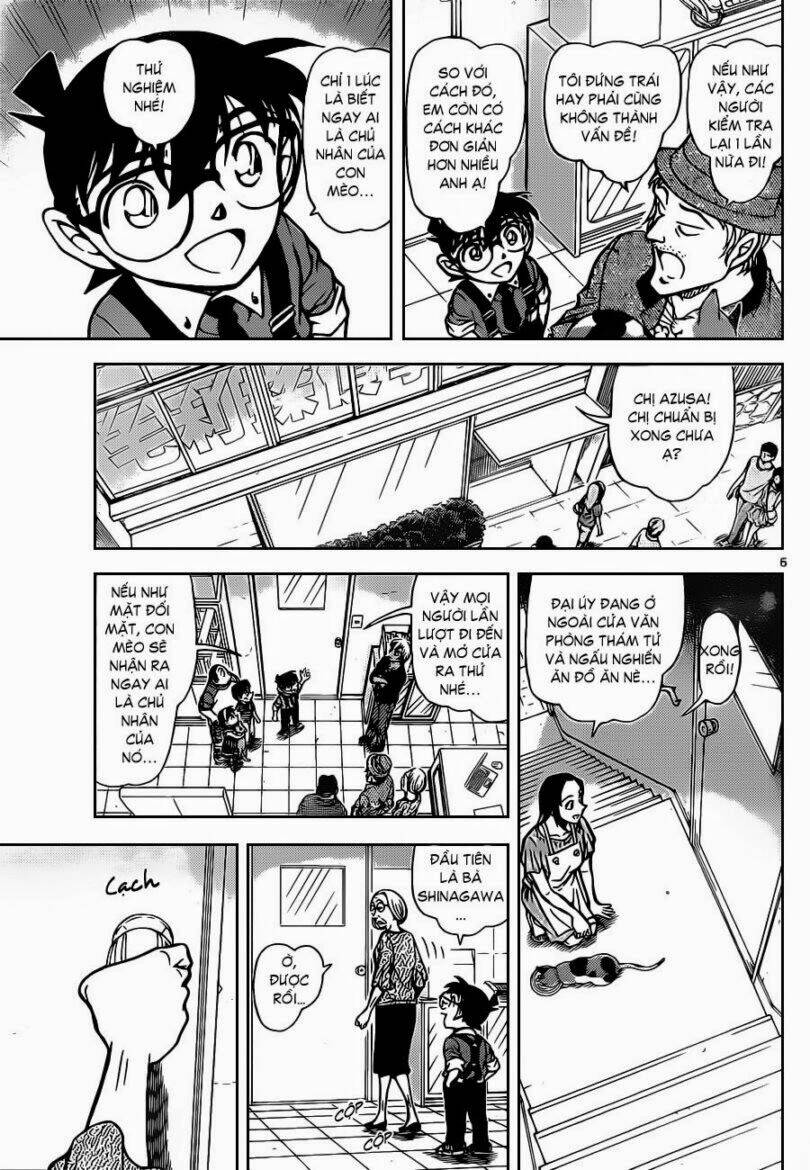 NẾU NHƯ
VẬY, CÁC
NGƯỜI
KIỂM TRA
LẠI 1 LẦN
NỮA ĐI!
TÔI ĐỨNG TRÁI
HAY PHẢI CŨNG
KHÔNG THÀNH
VẤN ĐỀ!
SO VỚI
CÁCH ĐÓ,
EM CÒN CÓ
CÁCH KHÁC
ĐƠN GIẢN
HƠN NHIỀU
ANH Ạ!
CHỈ 1 LÚC
LÀ BIẾT
NGAY AI
LÀ CHỦ
NHÂN CỦA
CON
MÈO...
THỬ
NGHIỆM
NHÉ!
CHỊ AZUSA!
CHỊ CHUẨN BỊ
XONG CHƯA
Ạ?
毛利探偵事
6
XONG
RỒI!
ĐẠI ÚY ĐANG Ở
NGOÀI CỬA VĂN
PHÒNG THÁM TỬ
VÀ NGẤU NGHIẾN
ĂN ĐỒ ĂN NÈ...
VẬY MỌI
NGƯỜI LẦN
LƯỢT ĐI ĐẾN
VÀ MỞ CỬA
RA THỬ
NHÉ...
NẾU NHƯ
MẶT ĐỐI
MẶT, CON
MÈO SẼ
NHẬN RA
NGAY AI
LÀ CHỦ
NHÂN CỦA
NÓ...
ĐẦU TIÊN
LÀ BÀ
SHINAGAWA
...
Ờ,
ĐƯỢC
RỒI...
CỘP
CỘP
CẠCH